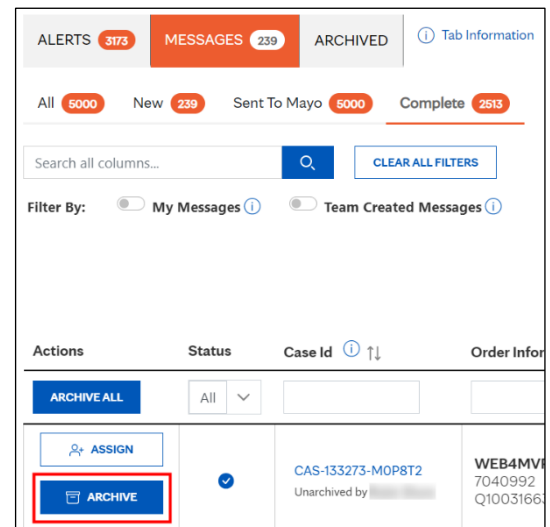 ALERTS 3173 MESSAGES 239 ARCHIVED Tab Information
All 5000 New 239 Sent To Mayo 5000 Complete 2513
Search all columns... CLEAR ALL FILTERS
Filter By: My Messages Team Created Messages
Actions Status Case Id Order Infor
ARCHIVE ALL All
ASSIGN
ARCHIVE
CAS-133273-M0P8T2
Unarchived by
WEB4MVF
7040992
Q10031663